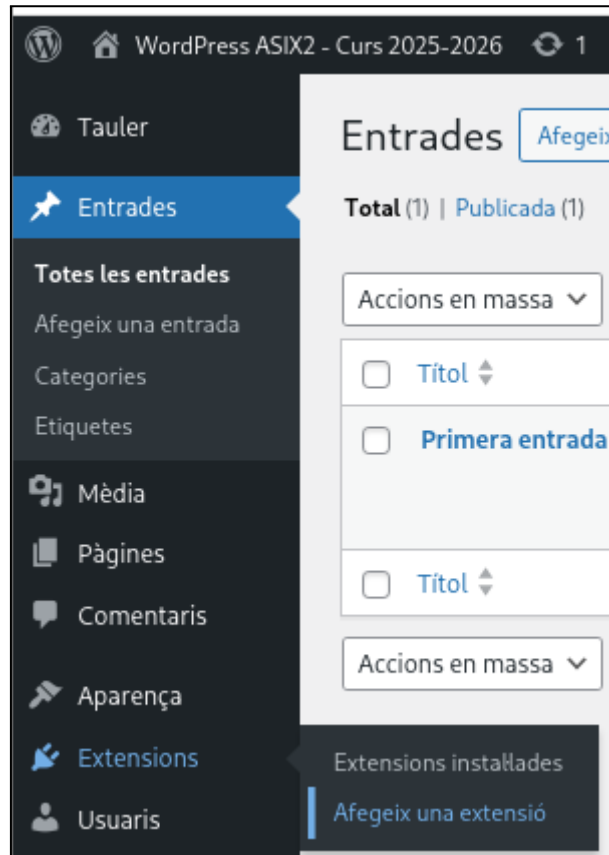 WordPress ASIX2 - Curs 2025-2026 1
Tauler
Entrades
Totes les entrades
Afegeix una entrada
Categories
Etiquetes
Mèdia
Pàgines
Comentaris
Aparença
Extensions
Usuaris
Extensions instal·lades
Afegeix una extensió
Entrades
Total (1) | Publicada (1)
Accions en massa
Títol
Primera entrada
Títol
Accions en massa